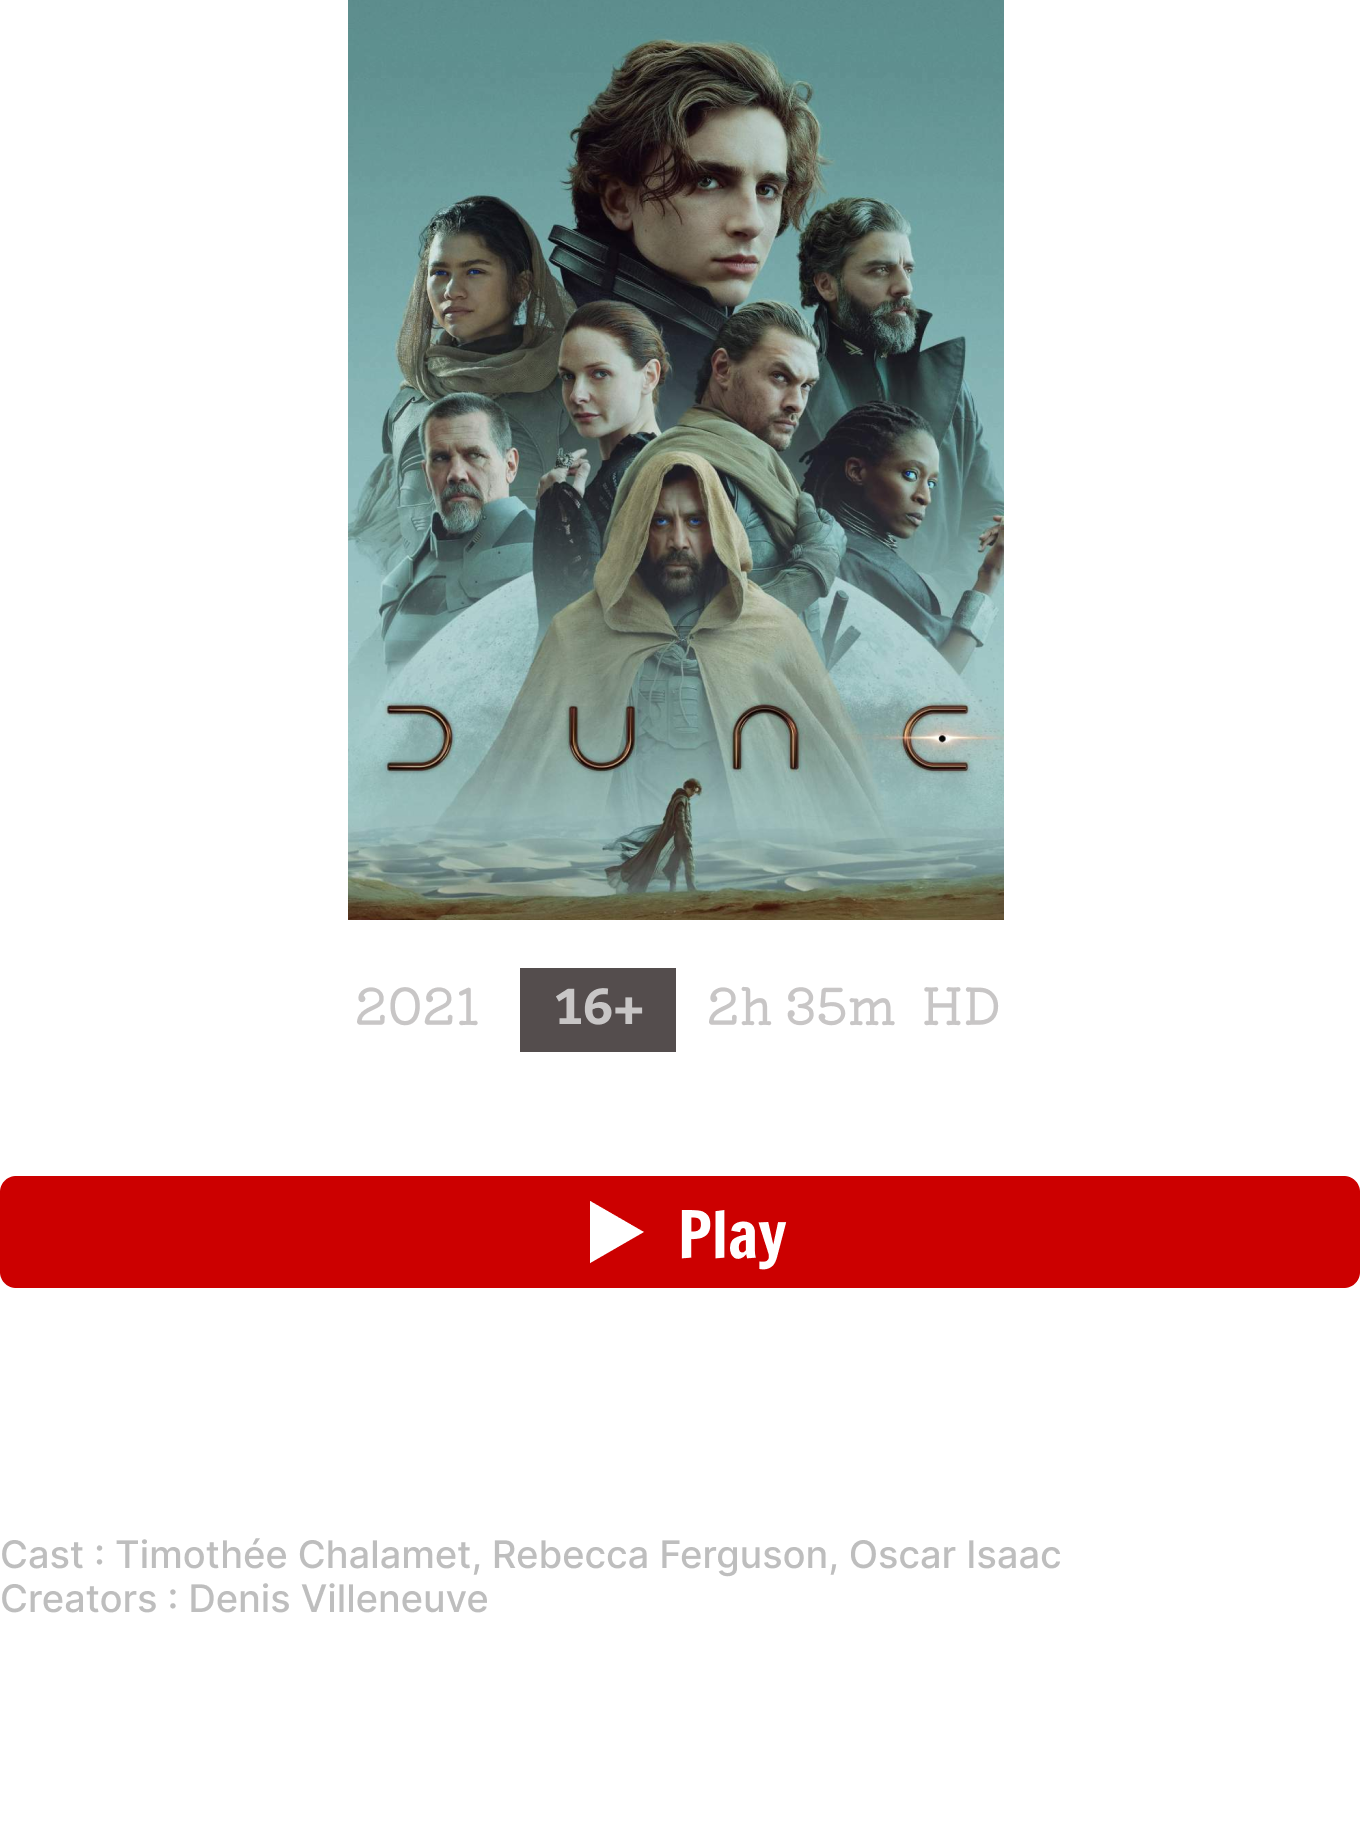 DUNE
2021 16+ 2h 35m HD
Play
Cast : Timothée Chalamet, Rebecca Ferguson, Oscar Isaac
Creators : Denis Villeneuve